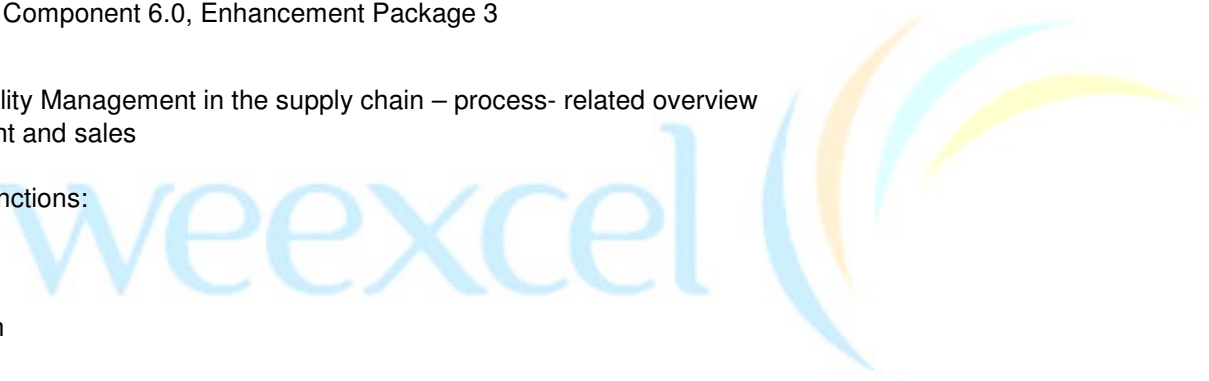 Component 6.0, Enhancement Package 3
lity Management in the supply chain – process- related overview
nt and sales
nctions:
weexcel
n